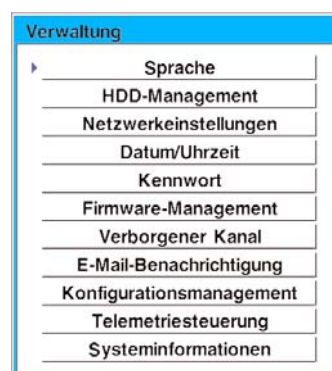 Verwaltung
Sprache
HDD-Management
Netzwerkeinstellungen
Datum/Uhrzeit
Kennwort
Firmware-Management
Verborgener Kanal
E-Mail-Benachrichtigung
Konfigurationsmanagement
Telemetriesteuerung
Systeminformationen